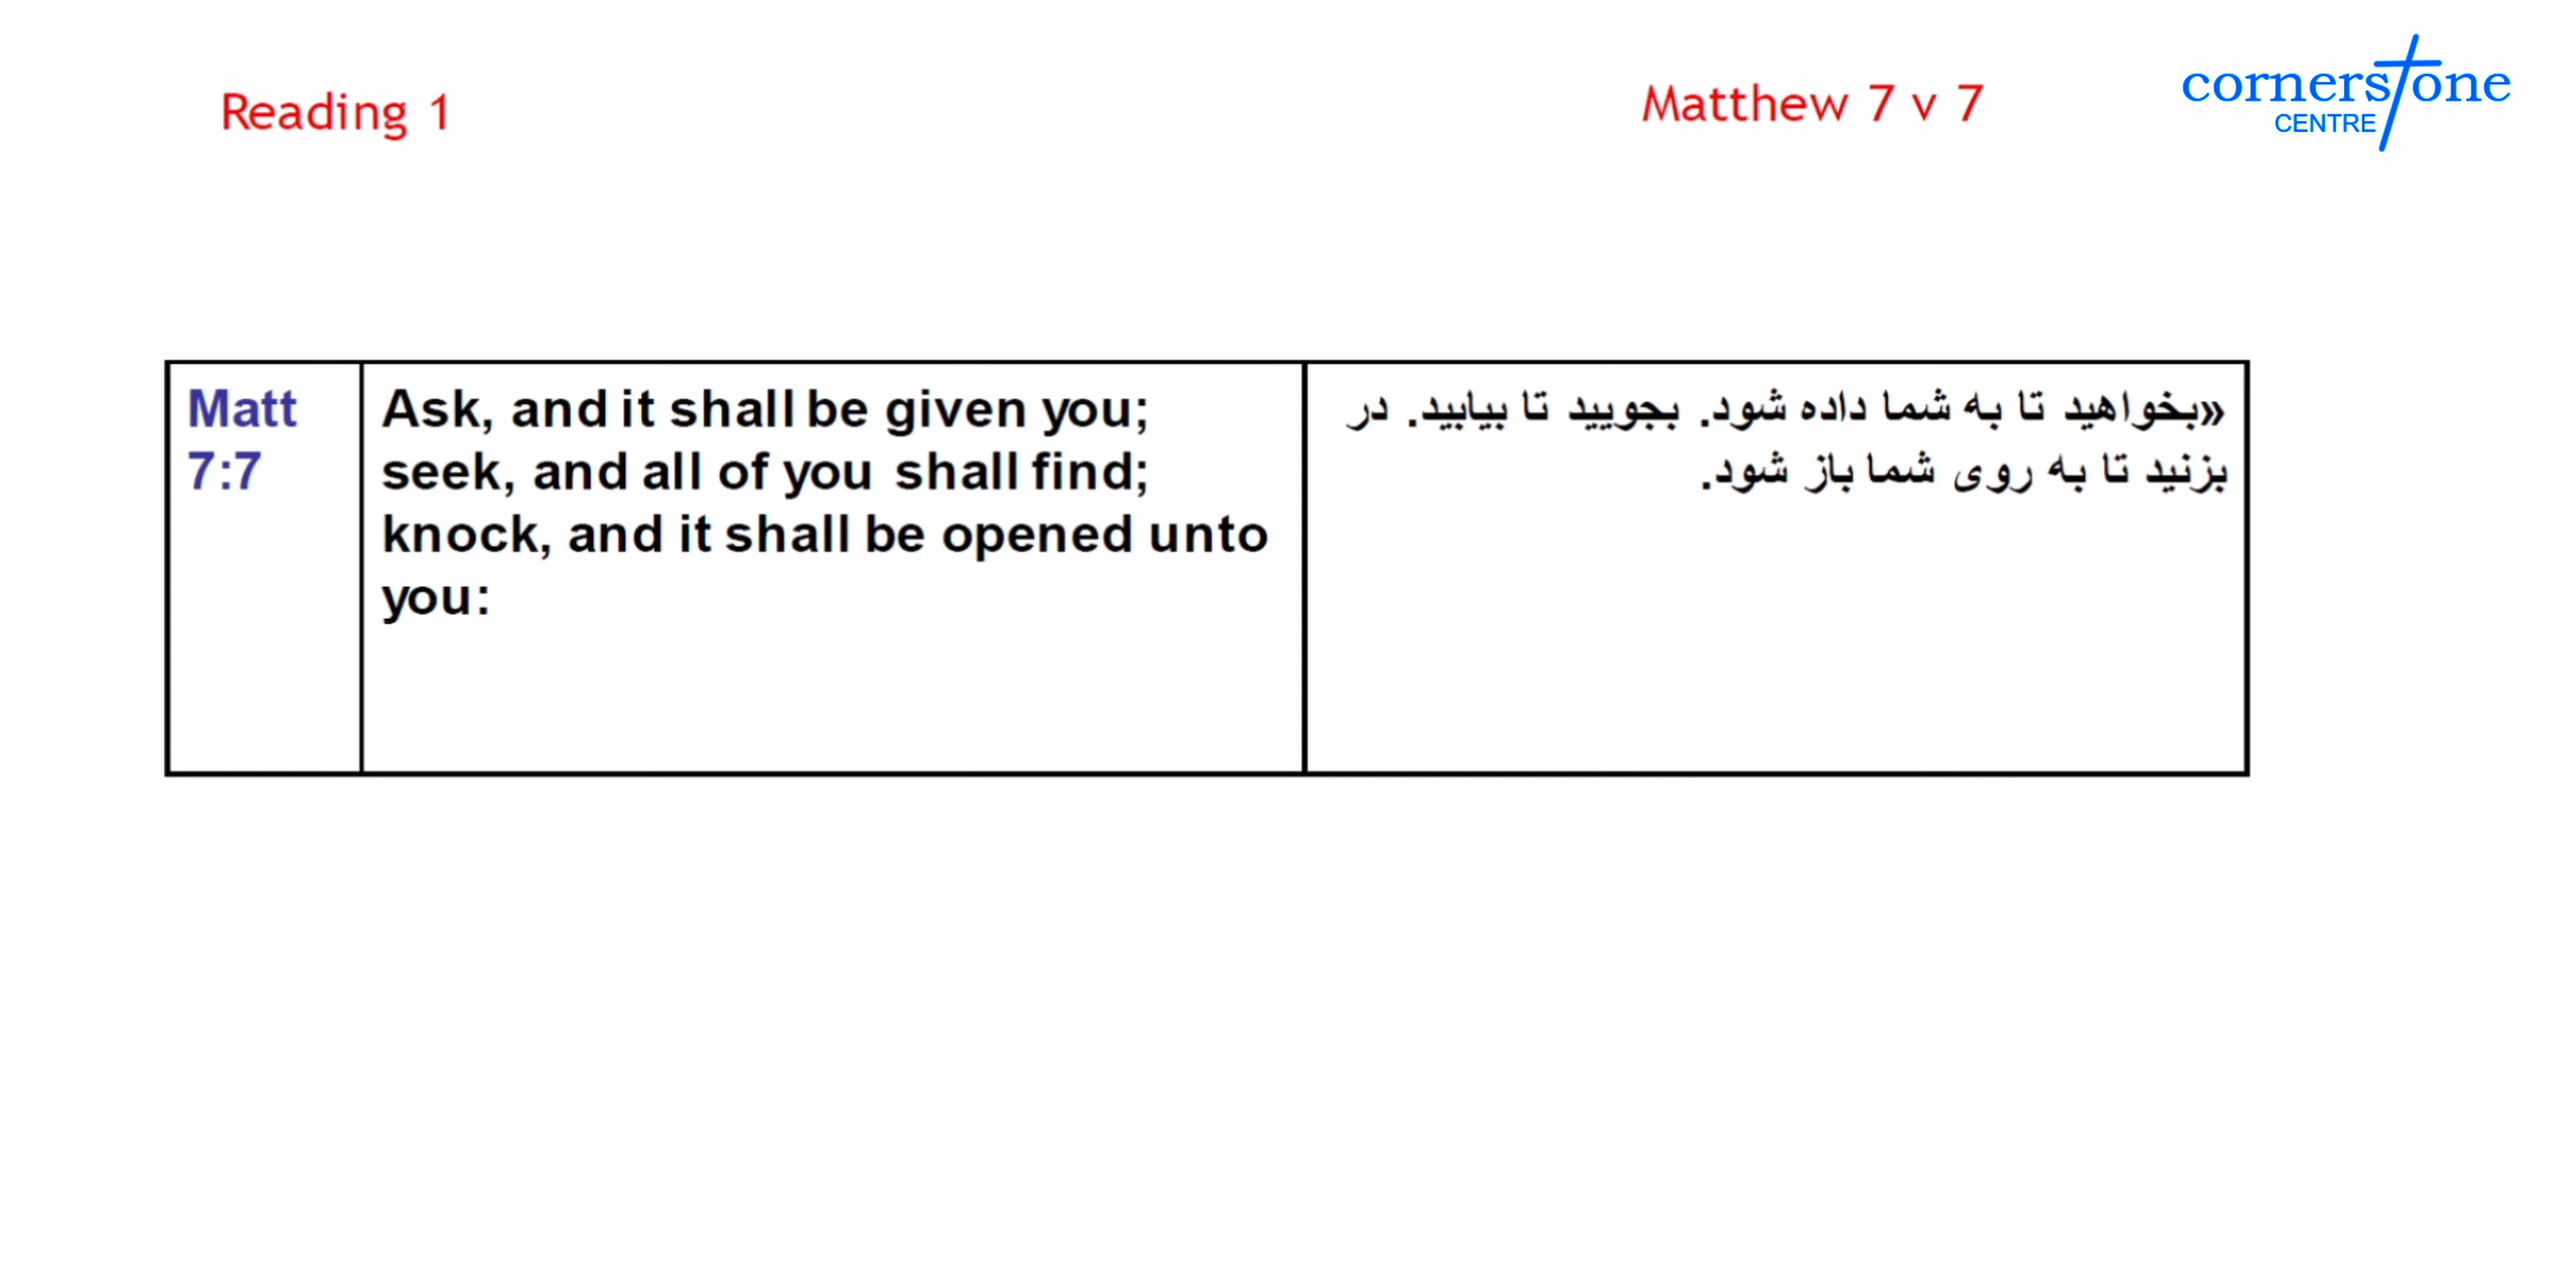 Reading 1
Matthew 7 v 7
cornerstone
CENTRE
Matt
7:7
Ask, and it shall be given you;
seek, and all of you shall find;
knock, and it shall be opened unto
you:
«بخواهید تا به شما داده شود. بجویید تا بیابید. در
بزنید تا به روی شما باز شود.